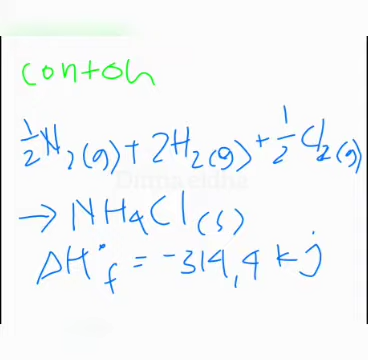 contoh
½N₂(g) + 2H₂(g) + ½Cl₂(g)
→ NH₄Cl(s)
ΔH°f = -314,4 kj